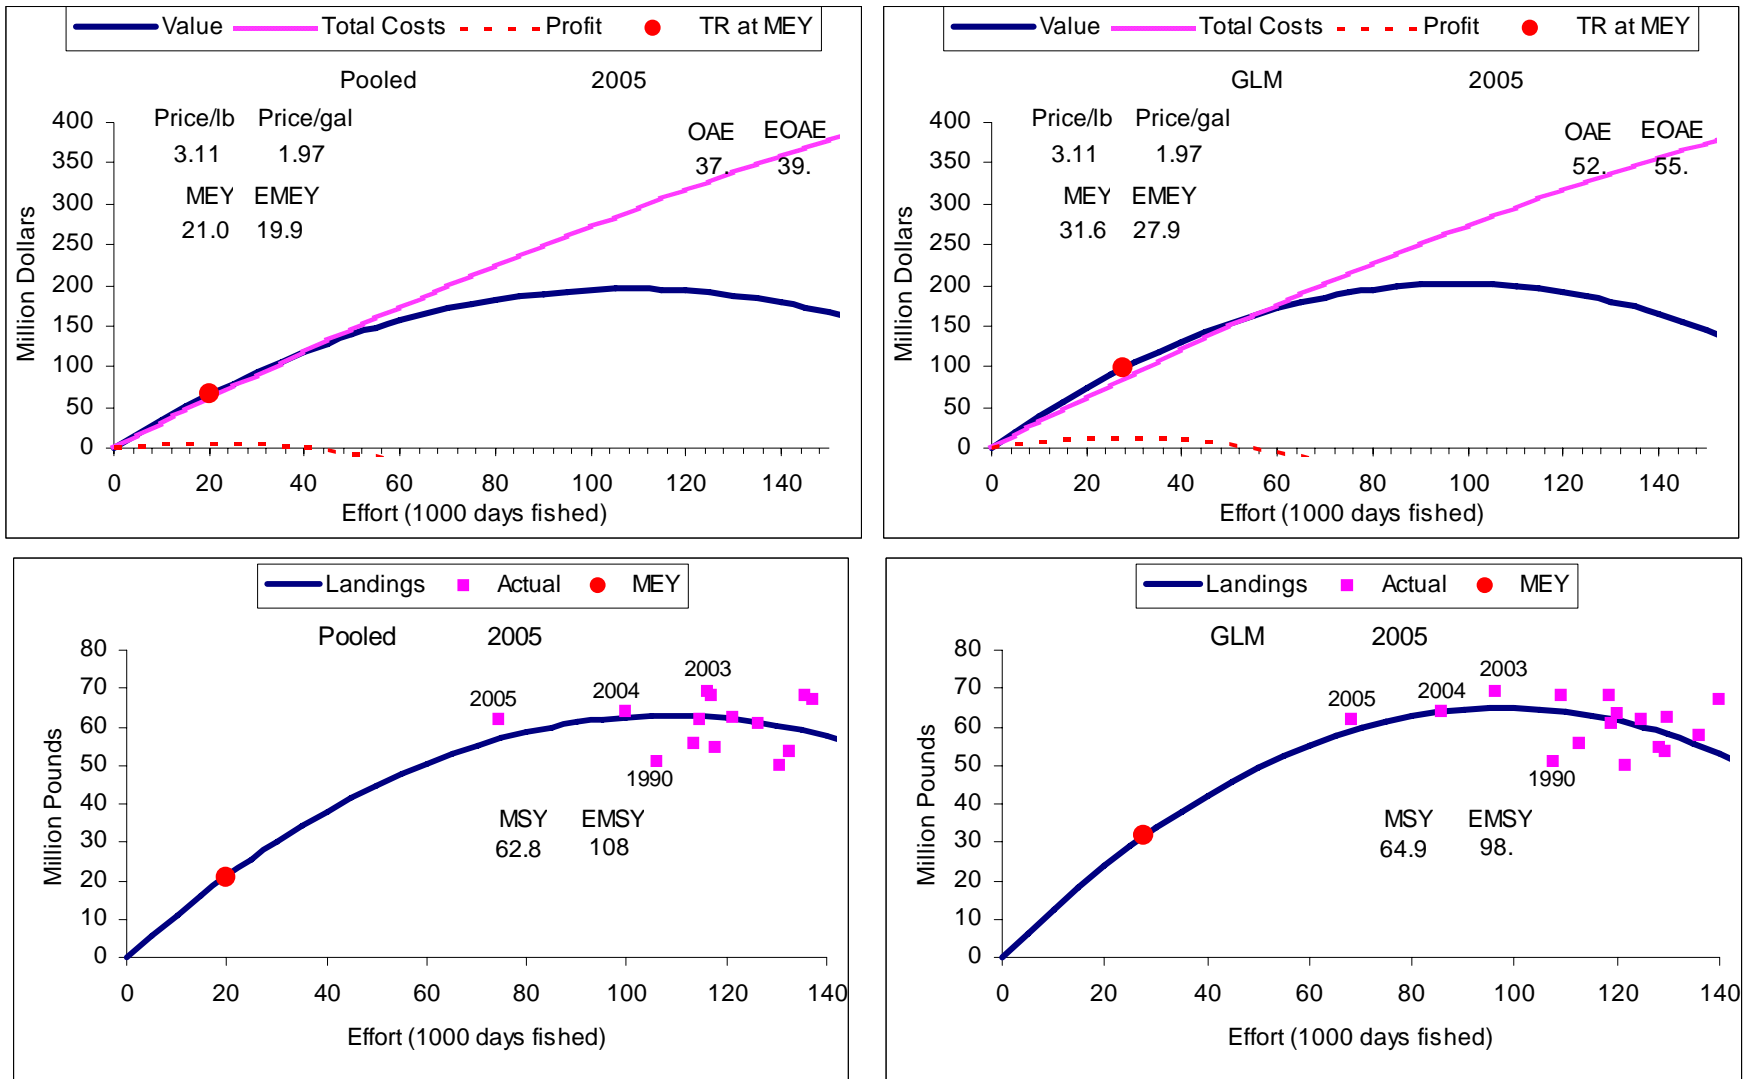 Value Total Costs Profit TR at MEY
Pooled 2005
Price/lb Price/gal
3.11 1.97
OAE EOAE
37. 39.
MEY EMEY
21.0 19.9
400
350
300
250
200
150
100
50
0
Million Dollars
0 20 40 60 80 100 120 140
Effort (1000 days fished)
Value Total Costs Profit TR at MEY
GLM 2005
Price/lb Price/gal
3.11 1.97
OAE EOAE
52. 55.
MEY EMEY
31.6 27.9
400
350
300
250
200
150
100
50
0
Million Dollars
0 20 40 60 80 100 120 140
Effort (1000 days fished)
Landings Actual MEY
Pooled 2005
80
70
60
50
40
30
20
10
0
Million Pounds
2005
2004
2003
1990
MSY EMSY
62.8 108
0 20 40 60 80 100 120 140
Effort (1000 days fished)
Landings Actual MEY
GLM 2005
80
70
60
50
40
30
20
10
0
Million Pounds
2005
2004
2003
1990
MSY EMSY
64.9 98.
0 20 40 60 80 100 120 140
Effort (1000 days fished)